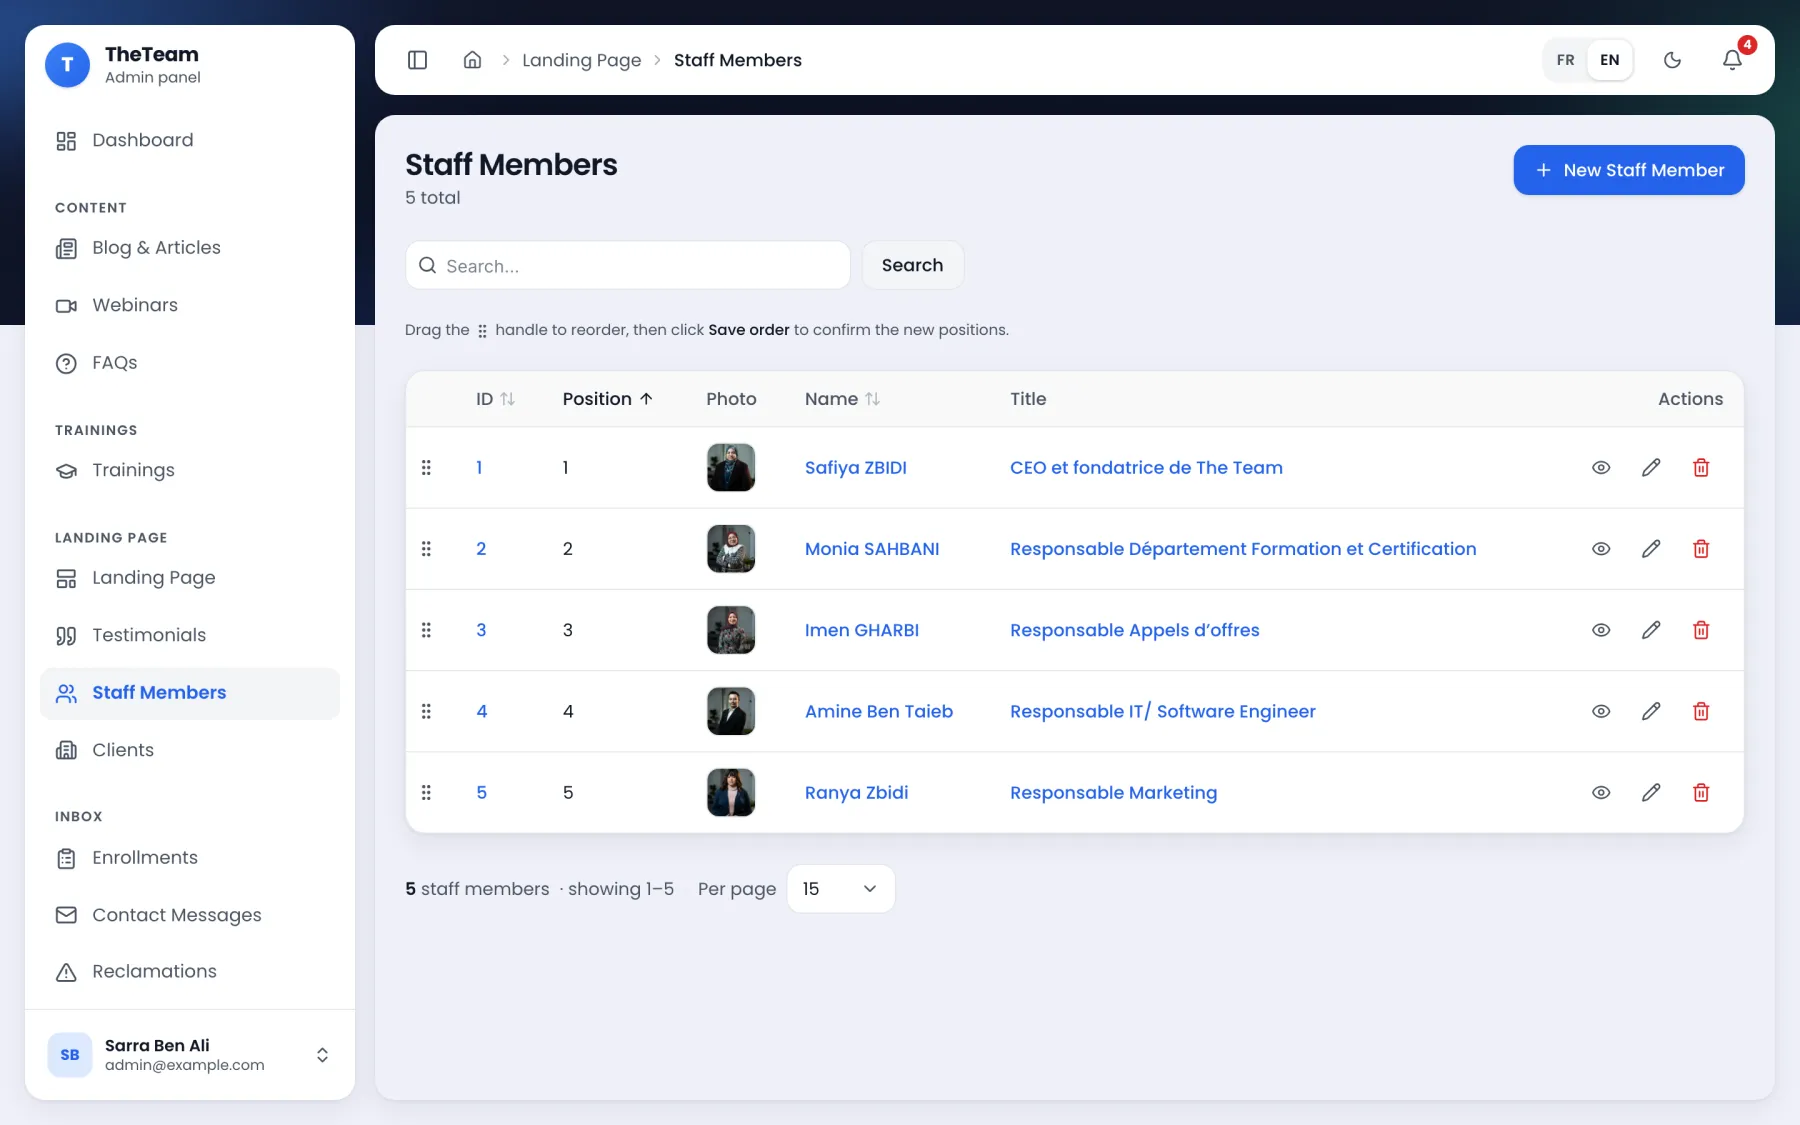 T
TheTeam
Admin panel
Dashboard
CONTENT
Blog & Articles
Webinars
FAQs
TRAININGS
Trainings
LANDING PAGE
Landing Page
Testimonials
Staff Members
Clients
INBOX
Enrollments
Contact Messages
Reclamations
SB
Sarra Ben Ali
admin@example.com
Landing Page
Staff Members
FR EN
4
Staff Members
5 total
New Staff Member
Search...
Search
Drag the handle to reorder, then click Save order to confirm the new positions.
ID Position Photo Name Title Actions
1 1 Safiya ZBIDI CEO et fondatrice de The Team
2 2 Monia SAHBANI Responsable Département Formation et Certification
3 3 Imen GHARBI Responsable Appels d’offres
4 4 Amine Ben Taieb Responsable IT/ Software Engineer
5 5 Ranya Zbidi Responsable Marketing
5 staff members · showing 1–5 Per page 15